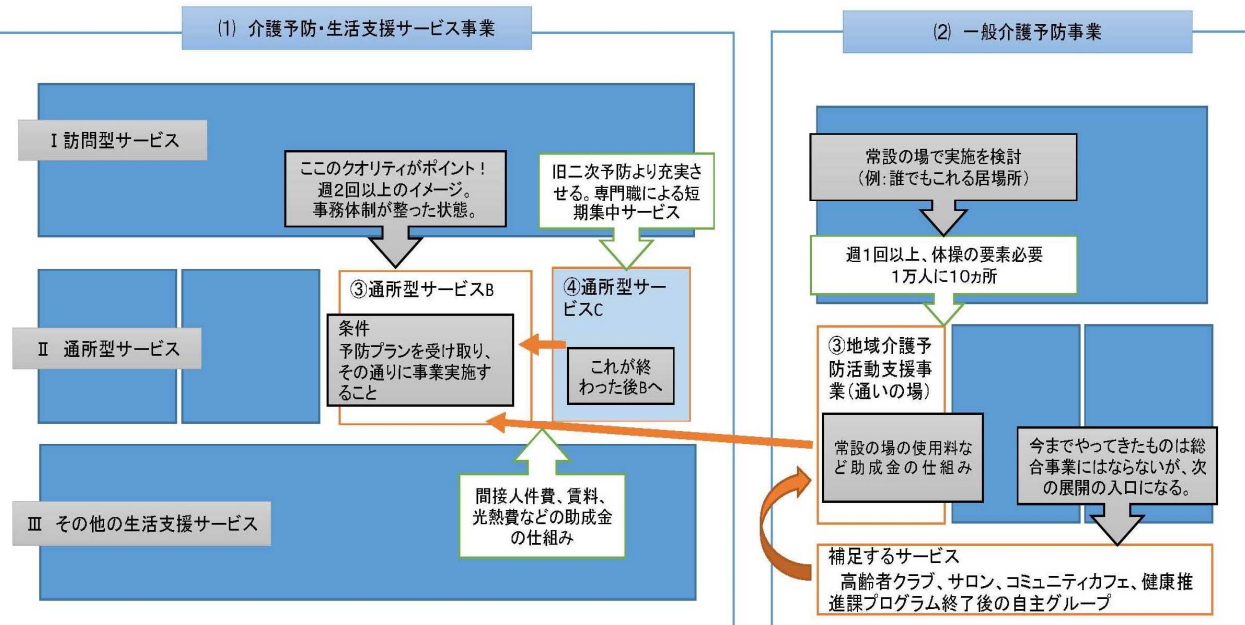 ⑴ 介護予防・生活支援サービス事業
Ⅰ 訪問型サービス
ここのクオリティがポイント！
週2回以上のイメージ。
事務体制が整った状態。
旧二次予防より充実さ
せる。専門職による短
期集中サービス
Ⅱ 通所型サービス
③通所型サービスB
条件
予防プランを受け取り、
その通りに事業実施す
ること
④通所型サー
ビスC
これが終
わった後Bへ
Ⅲ その他の生活支援サービス
間接人件費、賃料、
光熱費などの助成金
の仕組み
⑵ 一般介護予防事業
常設の場で実施を検討
（例：誰でもこれる居場所）
週１回以上、体操の要素必要
１万人に１０ヵ所
③地域介護予
防活動支援事
業（通いの場）
常設の場の使用料な
ど助成金の仕組み
今までやってきたものは総
合事業にはならないが、次
の展開の入口になる。
補足するサービス
高齢者クラブ、サロン、コミュニティカフェ、健康推
進課プログラム終了後の自主グループ